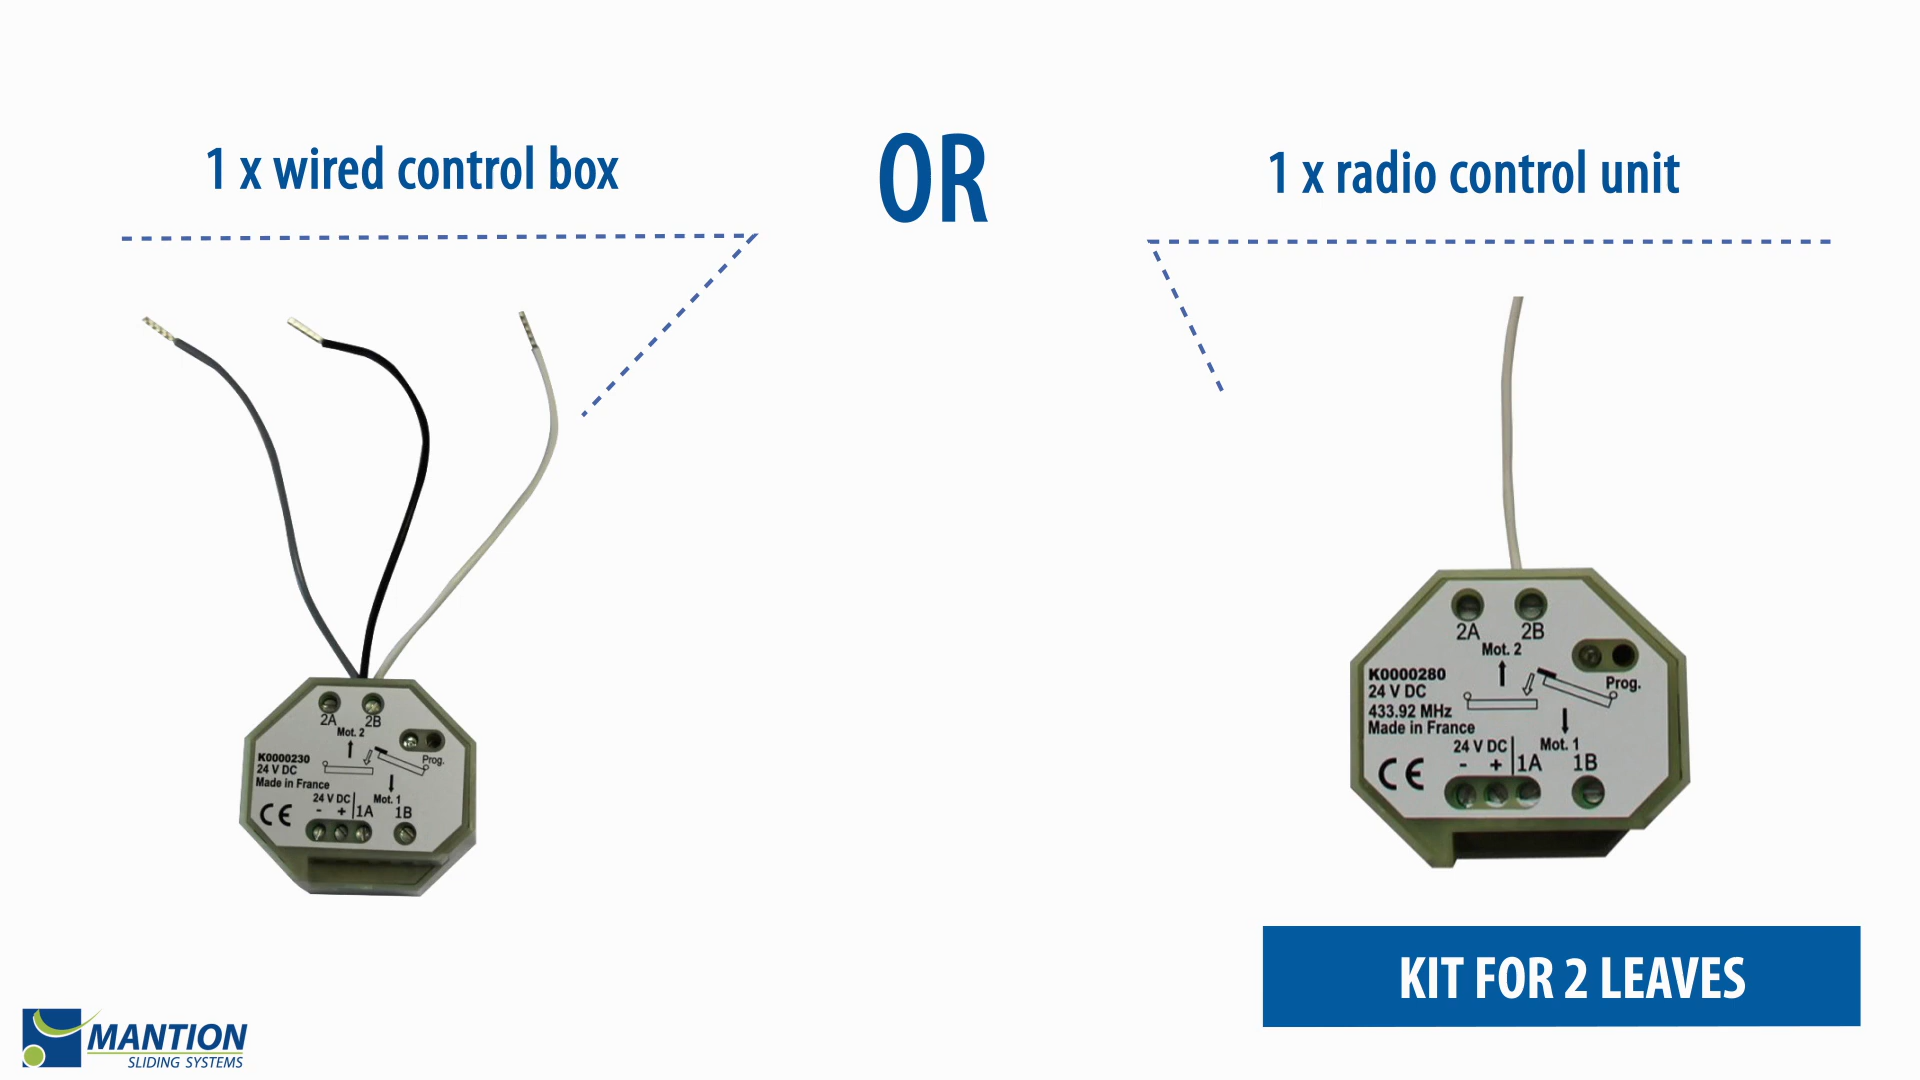 1 x wired control box
OR
1 x radio control unit
2A 2B
Mot. 2
K0000230
24 V DC
Made in France
Prog.
24 V DC Mot. 1
- + 1A 1B
CE
2A 2B
Mot. 2
K0000280
24 V DC
433.92 MHz
Made in France
Prog.
24 V DC Mot. 1
- + 1A 1B
CE
KIT FOR 2 LEAVES
MANTION
SLIDING SYSTEMS